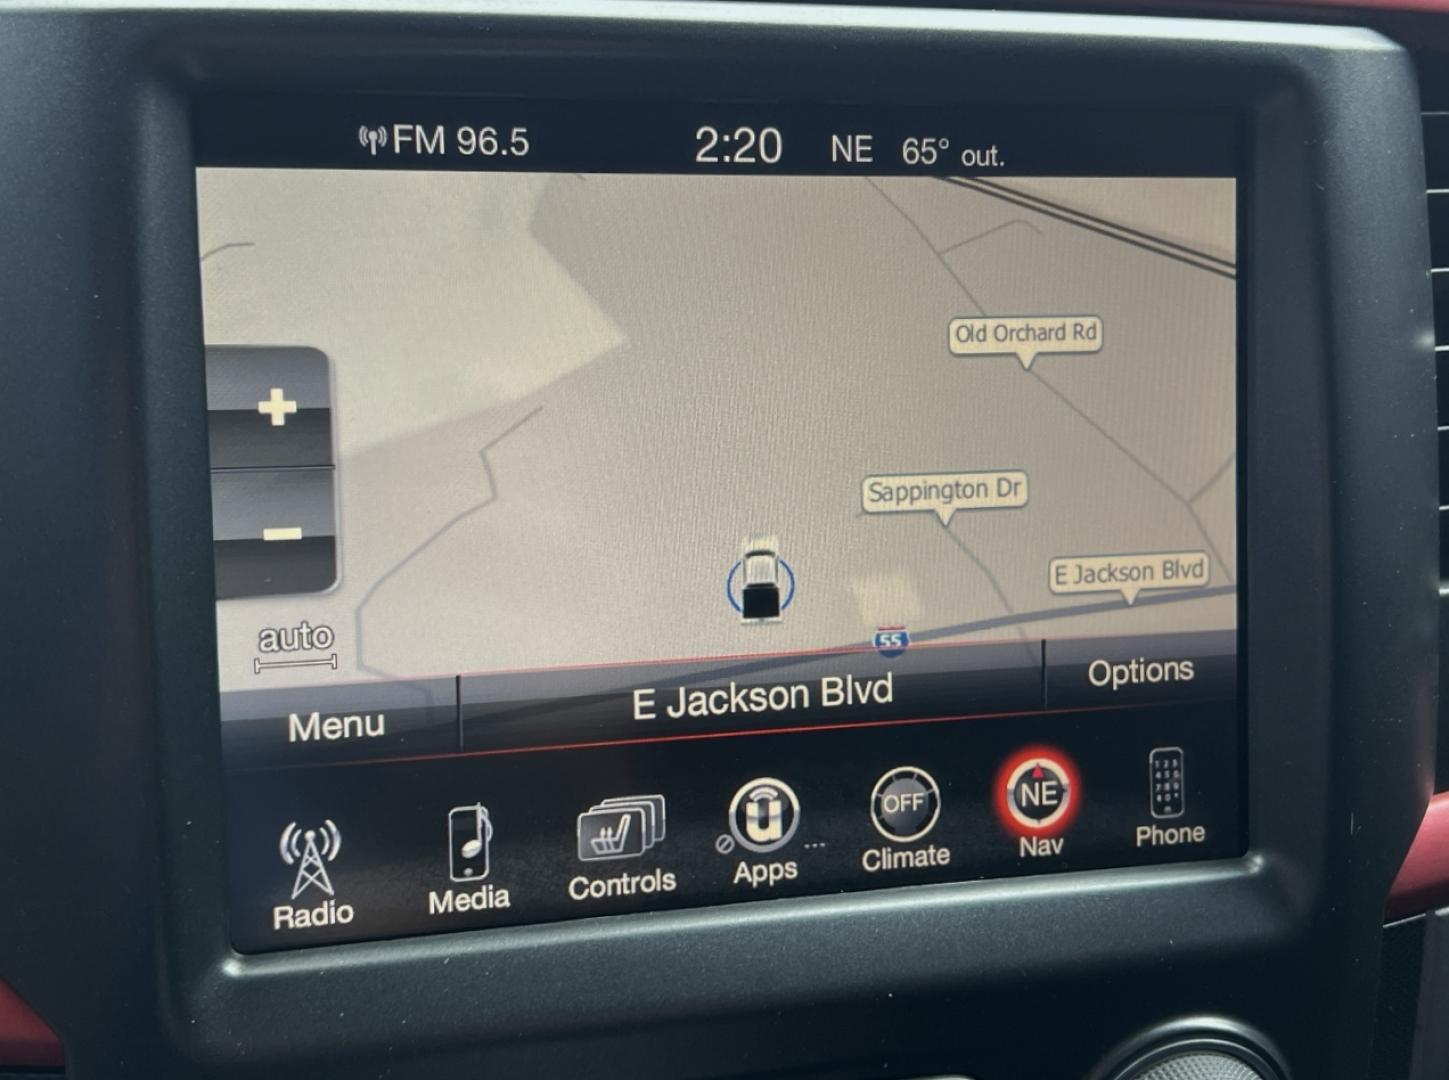 FM 96.5 2:20 NE 65° out.
Old Orchard Rd
Sappington Dr
E Jackson Blvd
55
auto
Menu E Jackson Blvd Options
OFF NE
Radio Media Controls Apps Climate Nav Phone